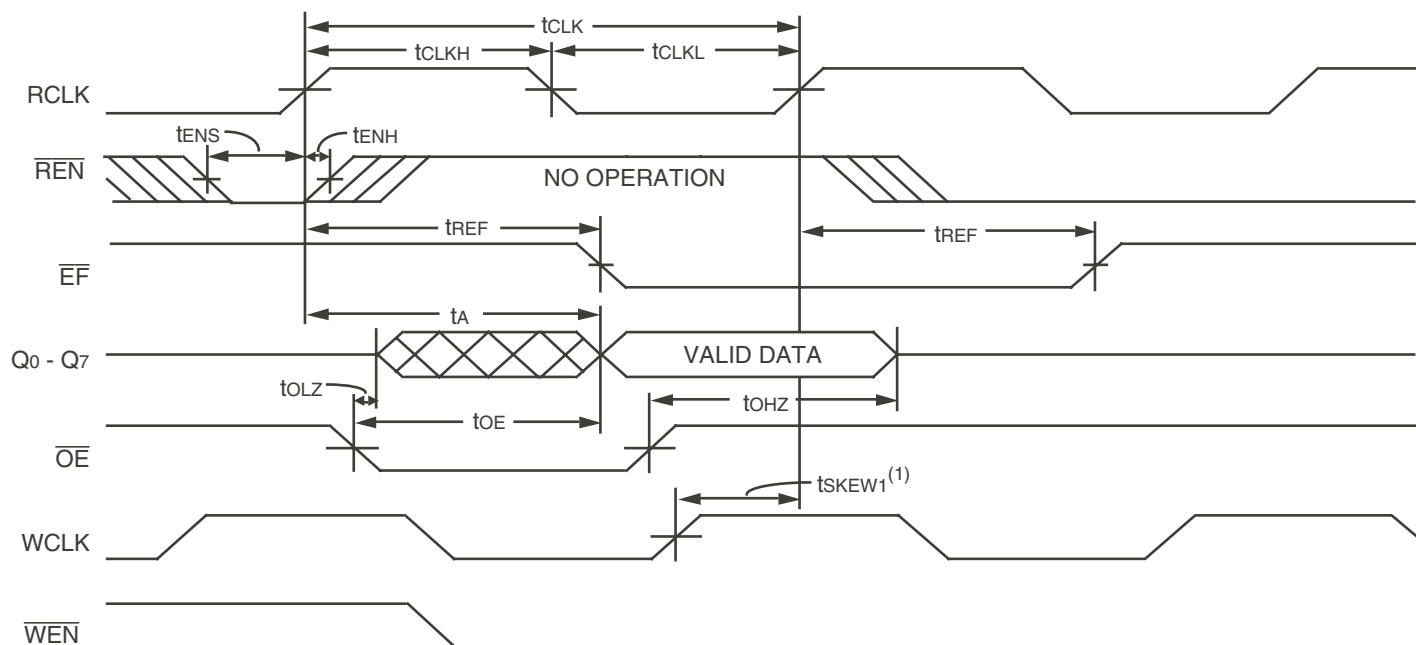 tCLK
tCLKH
tCLKL
RCLK
tENS
tENH
REN
NO OPERATION
tREF
tREF
EF
tA
Q0 - Q7
VALID DATA
tOLZ
tOE
tOHZ
OE
tSKEW1(1)
WCLK
WEN